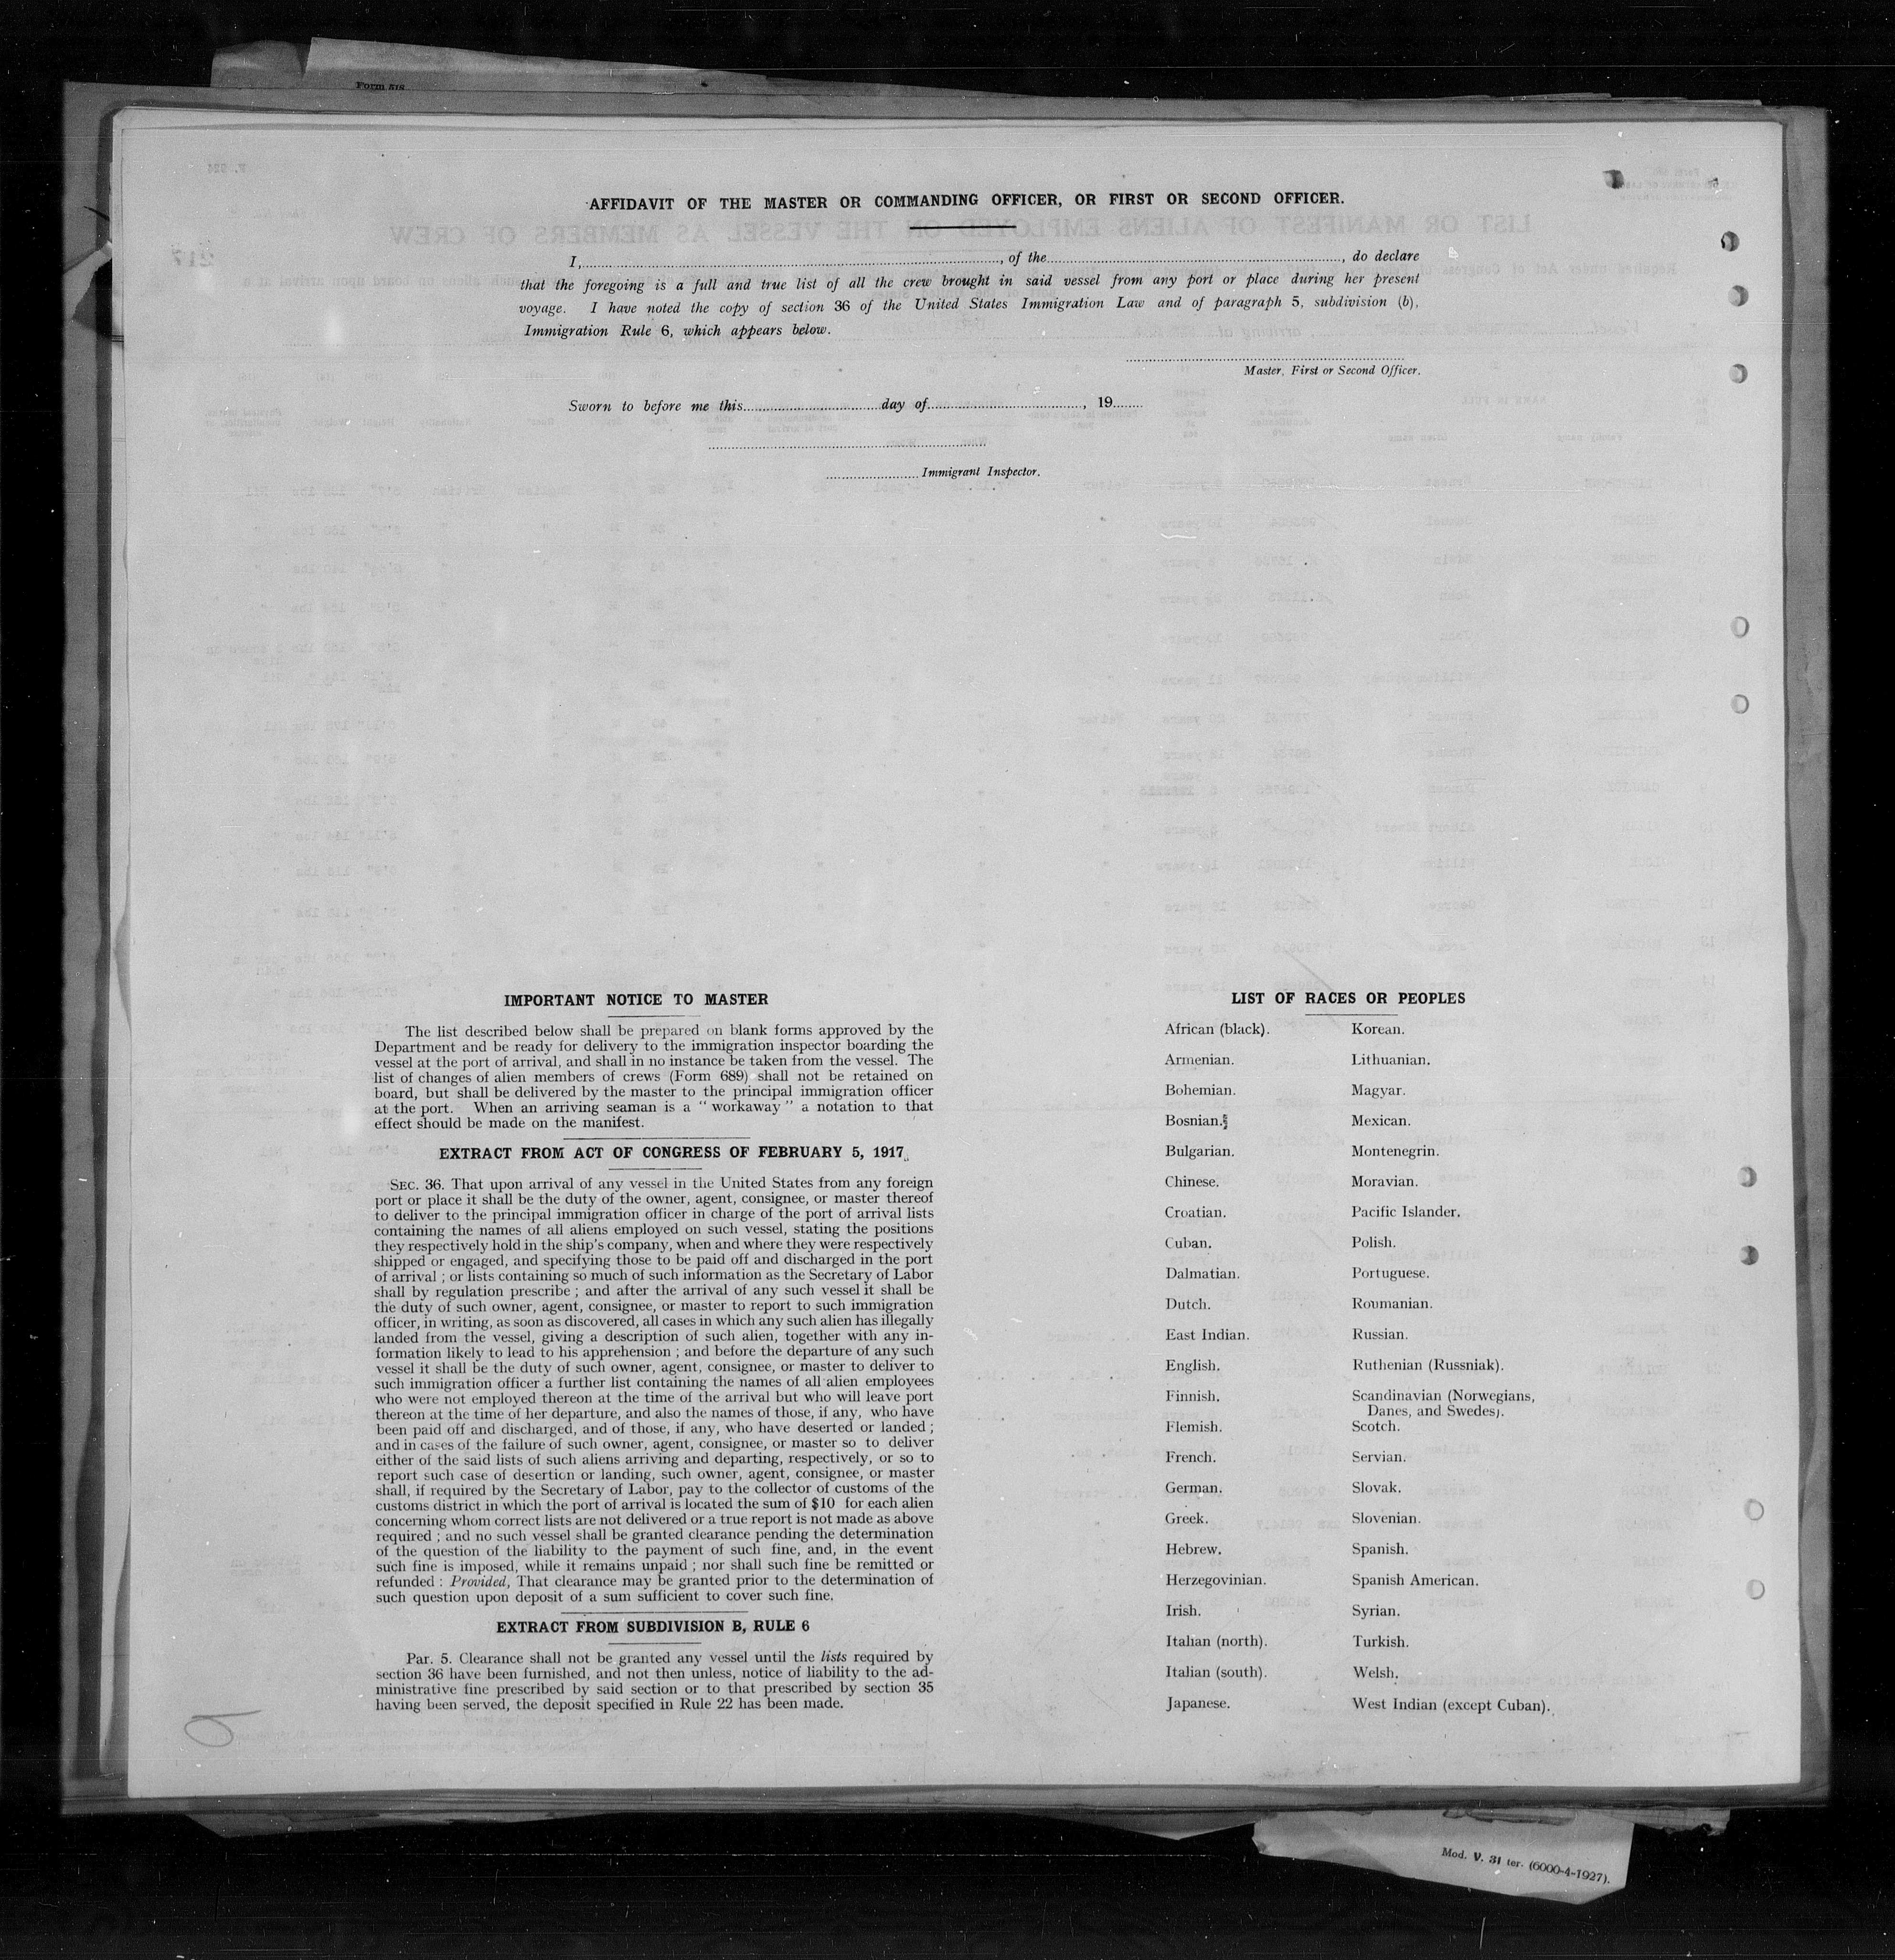 Form 518
AFFIDAVIT OF THE MASTER OR COMMANDING OFFICER, OR FIRST OR SECOND OFFICER.
I,........, of the........, do declare
that the foregoing is a full and true list of all the crew brought in said vessel from any port or place during her present
voyage. I have noted the copy of section 36 of the United States Immigration Law and of paragraph 5, subdivision (b),
Immigration Rule 6, which appears below.
Master, First or Second Officer.
Sworn to before me this........day of........, 19........
........Immigrant Inspector.
IMPORTANT NOTICE TO MASTER
The list described below shall be prepared on blank forms approved by the
Department and be ready for delivery to the immigration inspector boarding the
vessel at the port of arrival, and shall in no instance be taken from the vessel. The
list of changes of alien members of crews (Form 689) shall not be retained on
board, but shall be delivered by the master to the principal immigration officer
at the port. When an arriving seaman is a " workaway " a notation to that
effect should be made on the manifest.
EXTRACT FROM ACT OF CONGRESS OF FEBRUARY 5, 1917
SEC. 36. That upon arrival of any vessel in the United States from any foreign
port or place it shall be the duty of the owner, agent, consignee, or master thereof
to deliver to the principal immigration officer in charge of the port of arrival lists
containing the names of all aliens employed on such vessel, stating the positions
they respectively hold in the ship's company, when and where they were respectively
shipped or engaged, and specifying those to be paid off and discharged in the port
of arrival ; or lists containing so much of such information as the Secretary of Labor
shall by regulation prescribe ; and after the arrival of any such vessel it shall be
the duty of such owner, agent, consignee, or master to report to such immigration
officer, in writing, as soon as discovered, all cases in which any such alien has illegally
landed from the vessel, giving a description of such alien, together with any in-
formation likely to lead to his apprehension ; and before the departure of any such
vessel it shall be the duty of such owner, agent, consignee, or master to deliver to
such immigration officer a further list containing the names of all alien employees
who were not employed thereon at the time of the arrival but who will leave port
thereon at the time of her departure, and also the names of those, if any, who have
been paid off and discharged, and of those, if any, who have deserted or landed ;
and in cases of the failure of such owner, agent, consignee, or master so to deliver
either of the said lists of such aliens arriving and departing, respectively, or so to
report such case of desertion or landing, such owner, agent, consignee, or master
shall, if required by the Secretary of Labor, pay to the collector of customs of the
customs district in which the port of arrival is located the sum of $10 for each alien
concerning whom correct lists are not delivered or a true report is not made as above
required ; and no such vessel shall be granted clearance pending the determination
of the question of the liability to the payment of such fine, and, in the event
such fine is imposed, while it remains unpaid ; nor shall such fine be remitted or
refunded : Provided, That clearance may be granted prior to the determination of
such question upon deposit of a sum sufficient to cover such fine.
EXTRACT FROM SUBDIVISION B, RULE 6
Par. 5. Clearance shall not be granted any vessel until the lists required by
section 36 have been furnished, and not then unless, notice of liability to the ad-
ministrative fine prescribed by said section or to that prescribed by section 35
having been served, the deposit specified in Rule 22 has been made.
LIST OF RACES OR PEOPLES
African (black). Korean.
Armenian. Lithuanian.
Bohemian. Magyar.
Bosnian. Mexican.
Bulgarian. Montenegrin.
Chinese. Moravian.
Croatian. Pacific Islander.
Cuban. Polish.
Dalmatian. Portuguese.
Dutch. Roumanian.
East Indian. Russian.
English. Ruthenian (Russniak).
Finnish. Scandinavian (Norwegians,
Danes, and Swedes).
Flemish. Scotch.
French. Servian.
German. Slovak.
Greek. Slovenian.
Hebrew. Spanish.
Herzegovinian. Spanish American.
Irish. Syrian.
Italian (north). Turkish.
Italian (south). Welsh.
Japanese. West Indian (except Cuban).
Mod. V. 31 ter. (6000-4-1927).